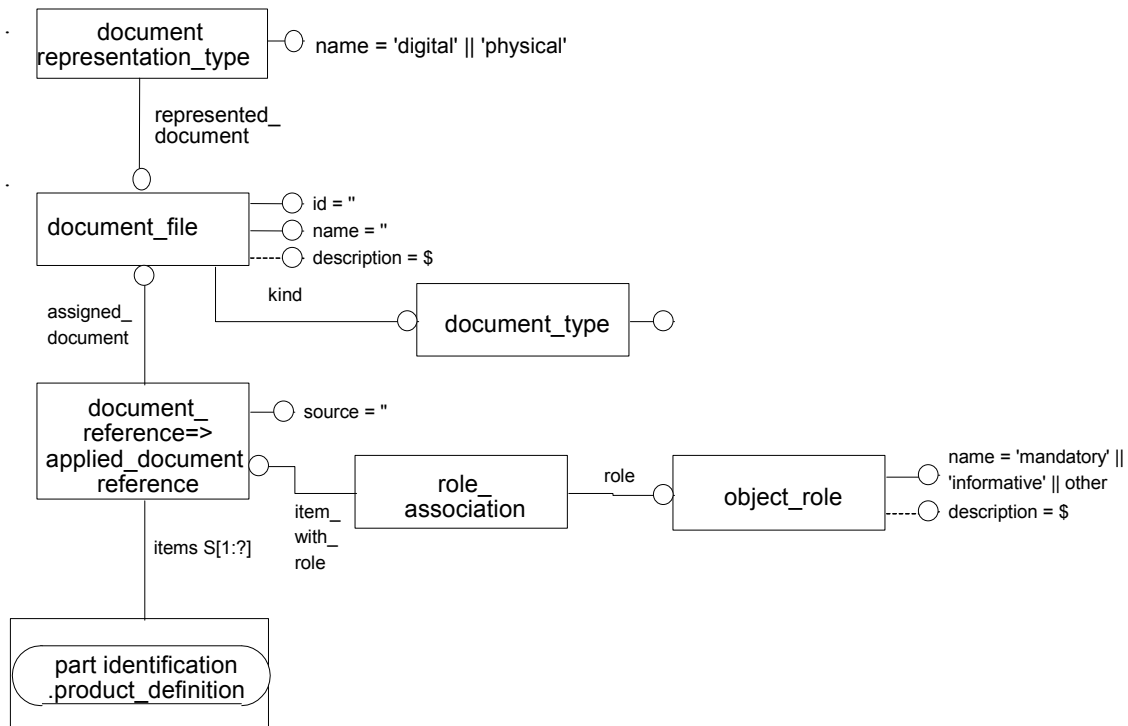 document
representation_type
name = 'digital' || 'physical'
represented_
document
document_file
id = ''
name = ''
description = $
kind
document_type
assigned_
document
document_
reference=>
applied_document
reference
source = ''
item_
with_
role
role_
association
role
object_role
name = 'mandatory' ||
'informative' || other
description = $
items S[1:?]
part identification
.product_definition